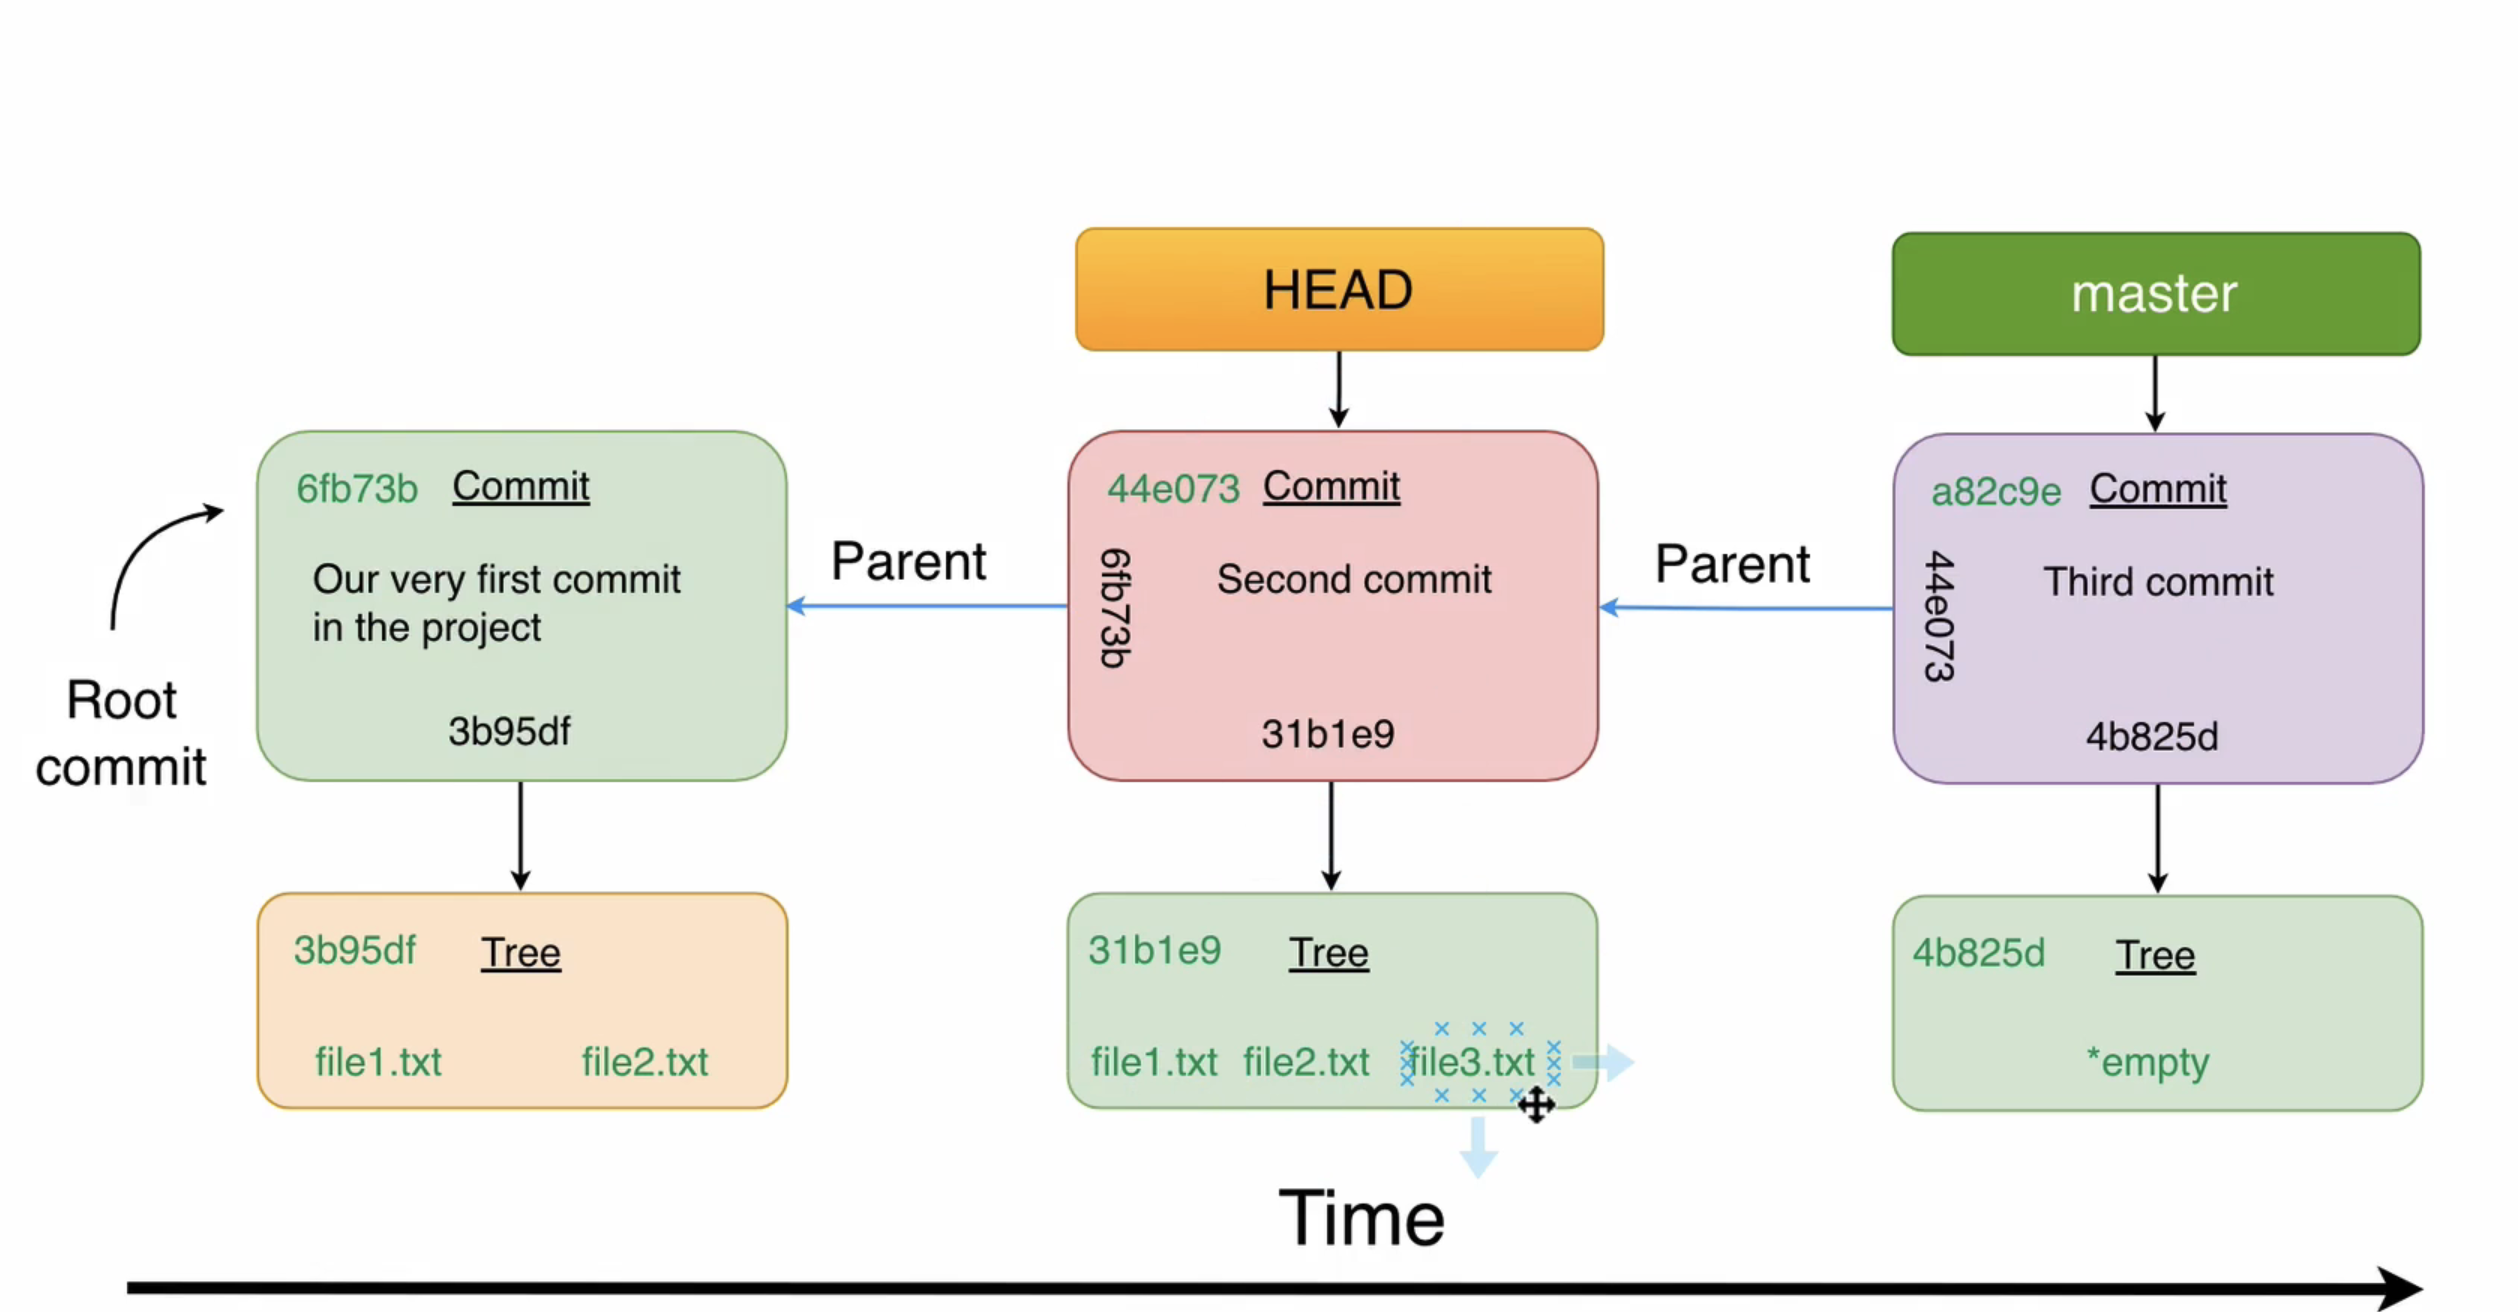 HEAD
master
6fb73b Commit
Our very first commit
in the project
3b95df
Parent
44e073 Commit
6fb73b
Second commit
31b1e9
Parent
a82c9e Commit
44e073
Third commit
4b825d
Root
commit
3b95df Tree
file1.txt file2.txt
31b1e9 Tree
file1.txt file2.txt file3.txt
4b825d Tree
*empty
Time